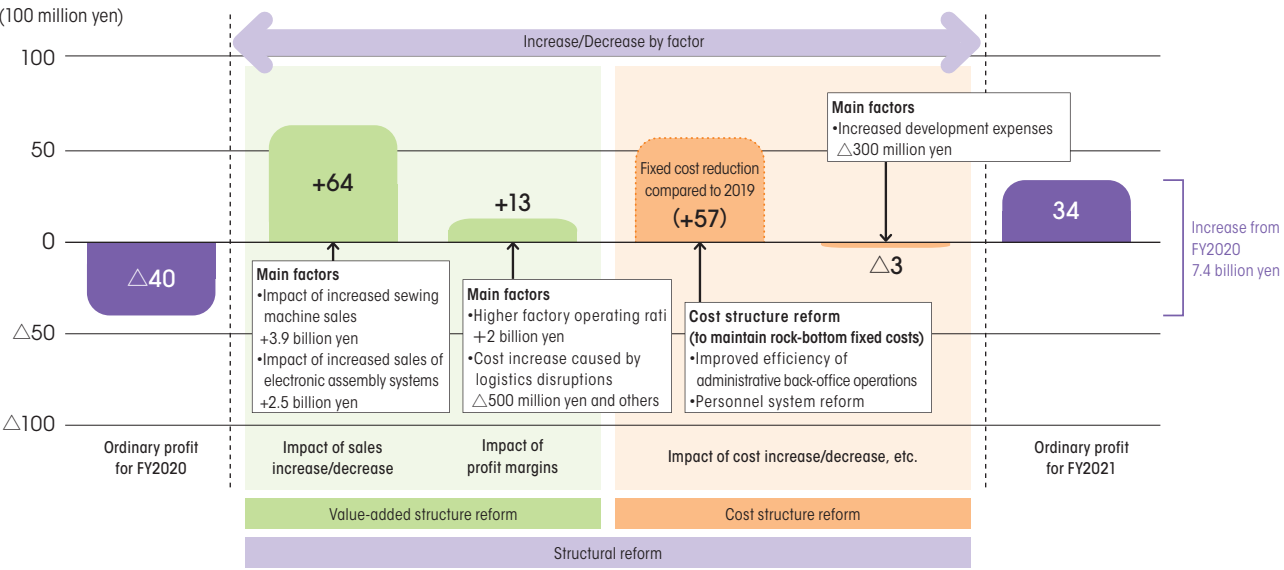 (100 million yen)
Increase/Decrease by factor
100
50
0
△50
△100
△40
+64
+13
Fixed cost reduction
compared to 2019
(+57)
△3
34
Main factors
•Increased development expenses
△300 million yen
Increase from
FY2020
7.4 billion yen
Main factors
•Impact of increased sewing
machine sales
+3.9 billion yen
•Impact of increased sales of
electronic assembly systems
+2.5 billion yen
Main factors
•Higher factory operating rati
+2 billion yen
•Cost increase caused by
logistics disruptions
△500 million yen and others
Cost structure reform
(to maintain rock-bottom fixed costs)
•Improved efficiency of
administrative back-office operations
•Personnel system reform
Ordinary profit
for FY2020
Impact of sales
increase/decrease
Impact of
profit margins
Impact of cost increase/decrease, etc.
Ordinary profit
for FY2021
Value-added structure reform
Cost structure reform
Structural reform